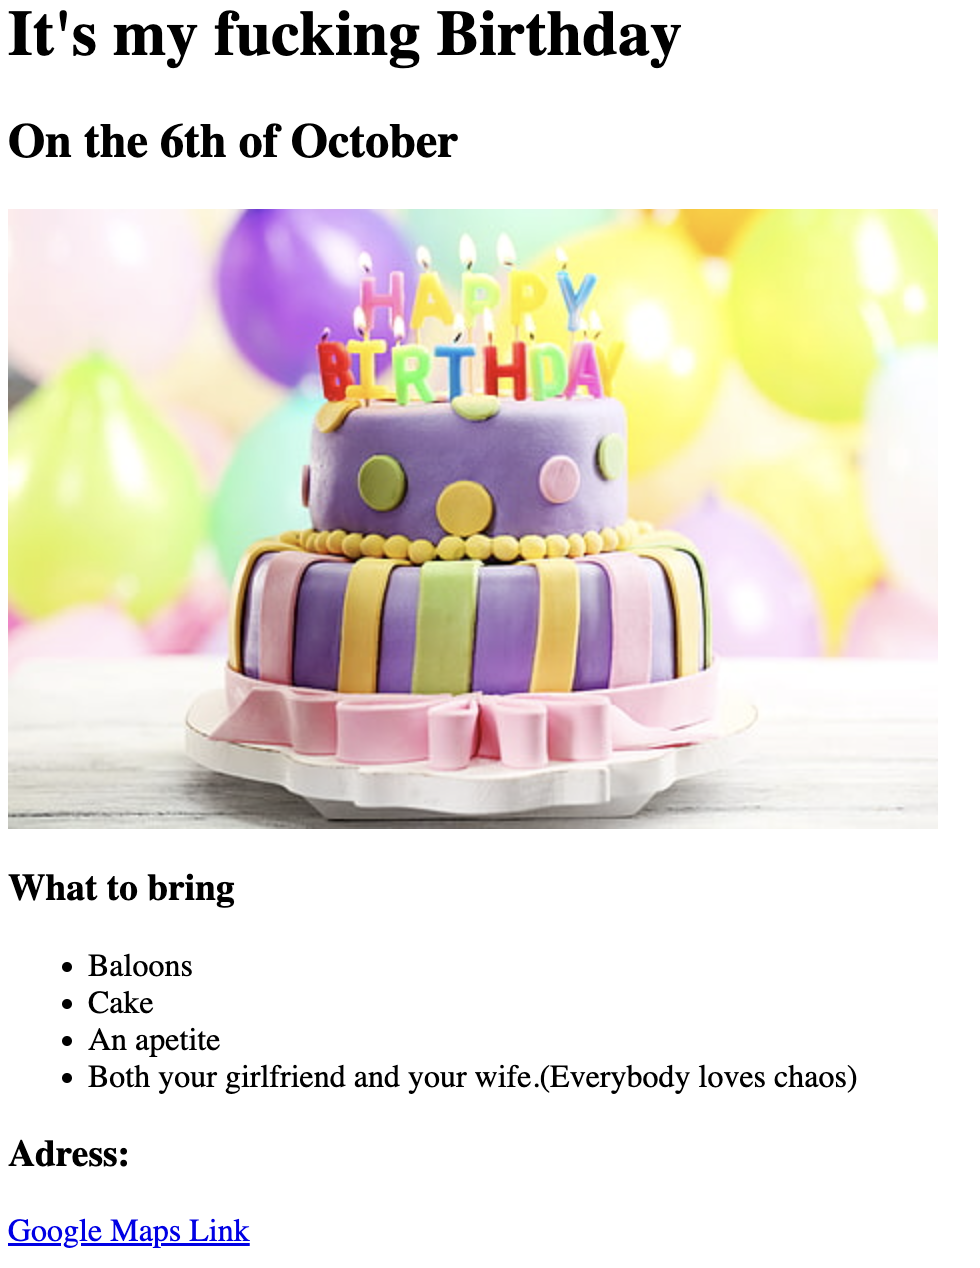 It's my fucking Birthday
On the 6th of October
HAPPY
BIRTHDAY
What to bring
Baloons
Cake
An apetite
Both your girlfriend and your wife.(Everybody loves chaos)
Adress:
Google Maps Link